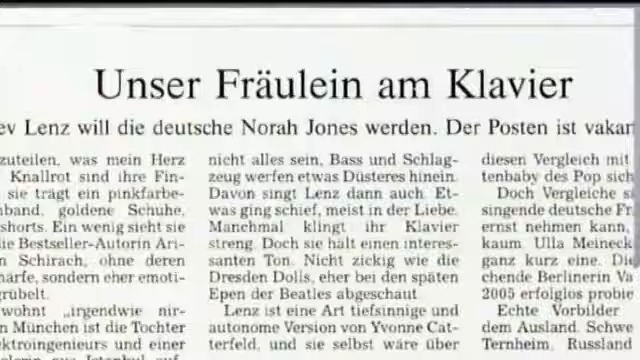 Unser Fräulein am Klavier
ev Lenz will die deutsche Norah Jones werden. Der Posten ist vakan
zuteilen, was mein Herz
Knallrot sind ihre Fin-
sie trägt ein pinkfarbe-
nband, goldene Schuhe,
shorts. Ein wenig sieht sie
ie Bestseller-Autorin Ari-
n Schirach, ohne deren
härfe, sondern eher emoti-
grübelt.
wohnt „irgendwie nir-
n München ist die Tochter
ektroingenieurs und einer
aus Istanbul auf-
nicht alles sein, Bass und Schlag-
zeug werfen etwas Düsteres hinein.
Davon singt Lenz dann auch. Et-
was ging schief, meist in der Liebe.
Manchmal klingt ihr Klavier
streng. Doch sie hält einen interes-
santen Ton. Nicht zickig wie die
Dresden Dolls, eher bei den späten
Epen der Beatles abgeschaut.
Lenz ist eine Art tiefsinnige und
autonome Version von Yvonne Cat-
terfeld, und sie selbst wäre über
diesen Vergleich mit
tenbaby des Pop sich
Doch Vergleiche s
singende deutsche Fr
ernst nehmen kann,
kaum Ulla Meineck
ganz kurz eine. Die
chende Berlinerin Va
2005 erfolglos probie
Echte Vorbilder
dem Ausland. Schwe
Ternheim, Russland